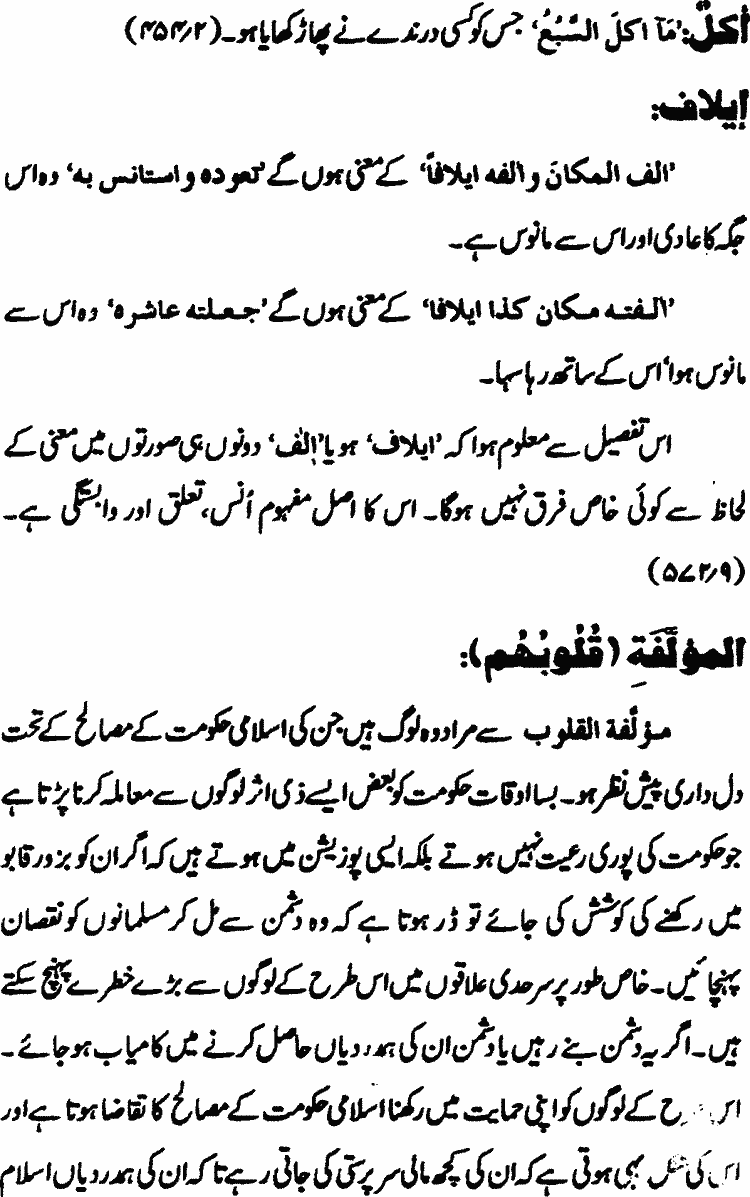 أکلَ: ’مَآ اکلَ السَّبُعُ‘ جس کو کسی درندے نے پھاڑ کھایا ہو۔ (۴۵۴/۲)
إيلاف:
’الف المکانَ و الفه ایلافاً‘ کے معنی ہوں گے ’تعوده و استانس به‘ وہ اس
جگہ کا عادی اور اس سے مانوس ہے۔
’الفته مکان کذا ایلافا‘ کے معنی ہوں گے ’جعلته عاشره‘ وہ اس سے
مانوس ہوا‘ اس کے ساتھ رہا سہا۔
اس تفصیل سے معلوم ہوا کہ ’ایلاف‘ ہو یا ’اِلٰف‘ دونوں ہی صورتوں میں معنی کے
لحاظ سے کوئی خاص فرق نہیں ہوگا۔ اس کا اصل مفہوم اُنس، تعلق اور وابستگی ہے۔
(۵۷۲/۹)
المؤلَّفَةِ (قُلُوبُهُم):
مؤلَّفة القلوب سے مراد وہ لوگ ہیں جن کی اسلامی حکومت کے مصالح کے تحت
دل داری پیش نظر ہو۔ بسا اوقات حکومت کو بعض ایسے ذی اثر لوگوں سے معاملہ کرنا پڑتا ہے
جو حکومت کی پوری رعیت نہیں ہوتے بلکہ ایسی پوزیشن میں ہوتے ہیں کہ اگر ان کو بزور قابو
میں رکھنے کی کوشش کی جائے تو ڈر ہوتا ہے کہ وہ دشمن سے مل کر مسلمانوں کو نقصان
پہنچائیں۔ خاص طور پر سرحدی علاقوں میں اس طرح کے لوگوں سے بڑے خطرے پہنچ سکتے
ہیں۔ اگر یہ دشمن بنے رہیں یا دشمن ان کی ہمدردیاں حاصل کرنے میں کامیاب ہو جائے۔
اس طرح کے لوگوں کو اپنی حمایت میں رکھنا اسلامی حکومت کے مصالح کا تقاضا ہوتا ہے اور
اس کی شکل یہی ہوتی ہے کہ ان کی کچھ مالی سرپرستی کی جاتی رہے تا کہ ان کی ہمدردیاں اسلام